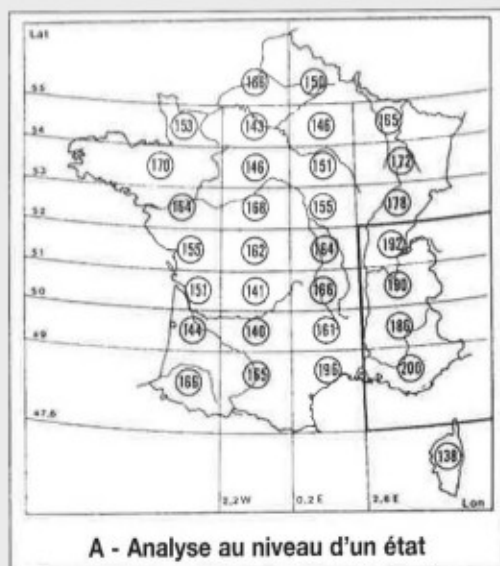 Lat
166 150
55
153 143 146 165
54
170 146 151 172
53
164 166 155 178
52
155 162 164 192
51
151 141 166 190
50
144 140 161 186
49
166 165 196 200
47,6
138
2,2 W 0,2 E 2,6 E
Lon
A - Analyse au niveau d'un état